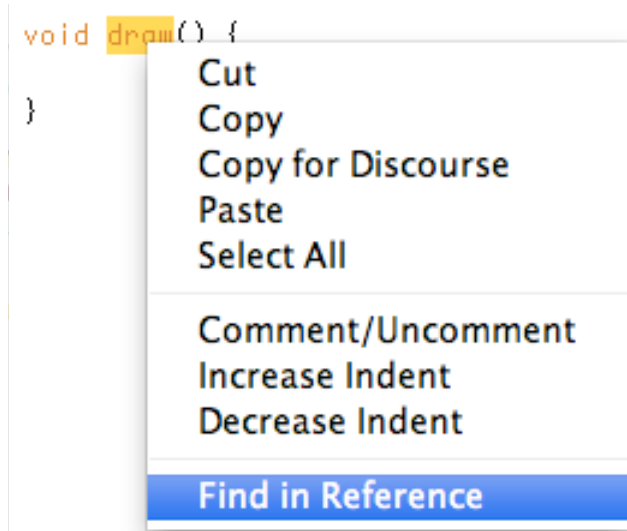 void draw() {
}
Cut
Copy
Copy for Discourse
Paste
Select All
Comment/Uncomment
Increase Indent
Decrease Indent
Find in Reference